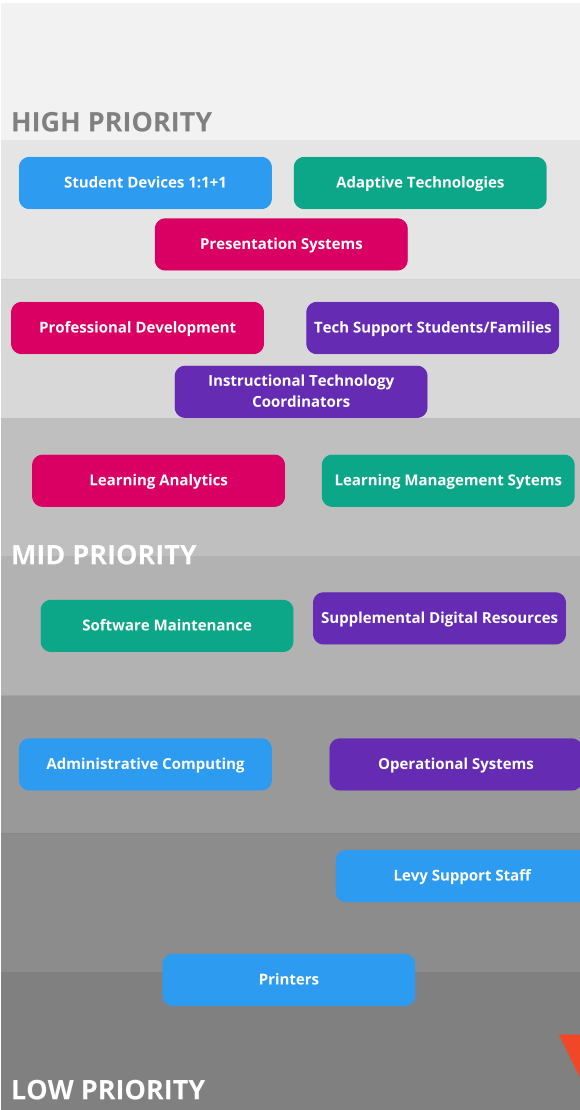 HIGH PRIORITY
Student Devices 1:1+1
Adaptive Technologies
Presentation Systems
Professional Development
Tech Support Students/Families
Instructional Technology
Coordinators
Learning Analytics
Learning Management Sytems
MID PRIORITY
Software Maintenance
Supplemental Digital Resources
Administrative Computing
Operational Systems
Levy Support Staff
Printers
LOW PRIORITY